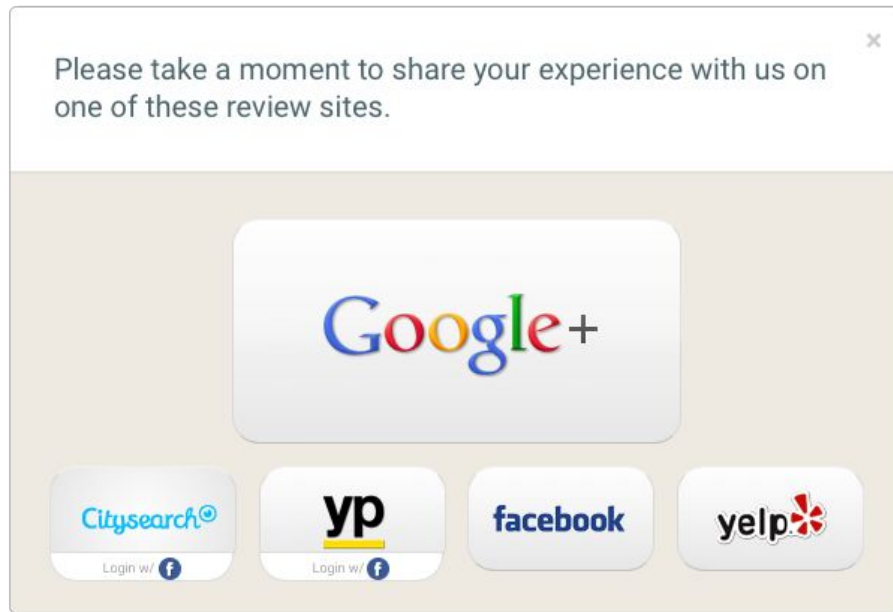 Please take a moment to share your experience with us on
one of these review sites.
×
Google+
Citysearch
Login w/ f
yp
Login w/ f
facebook
yelp